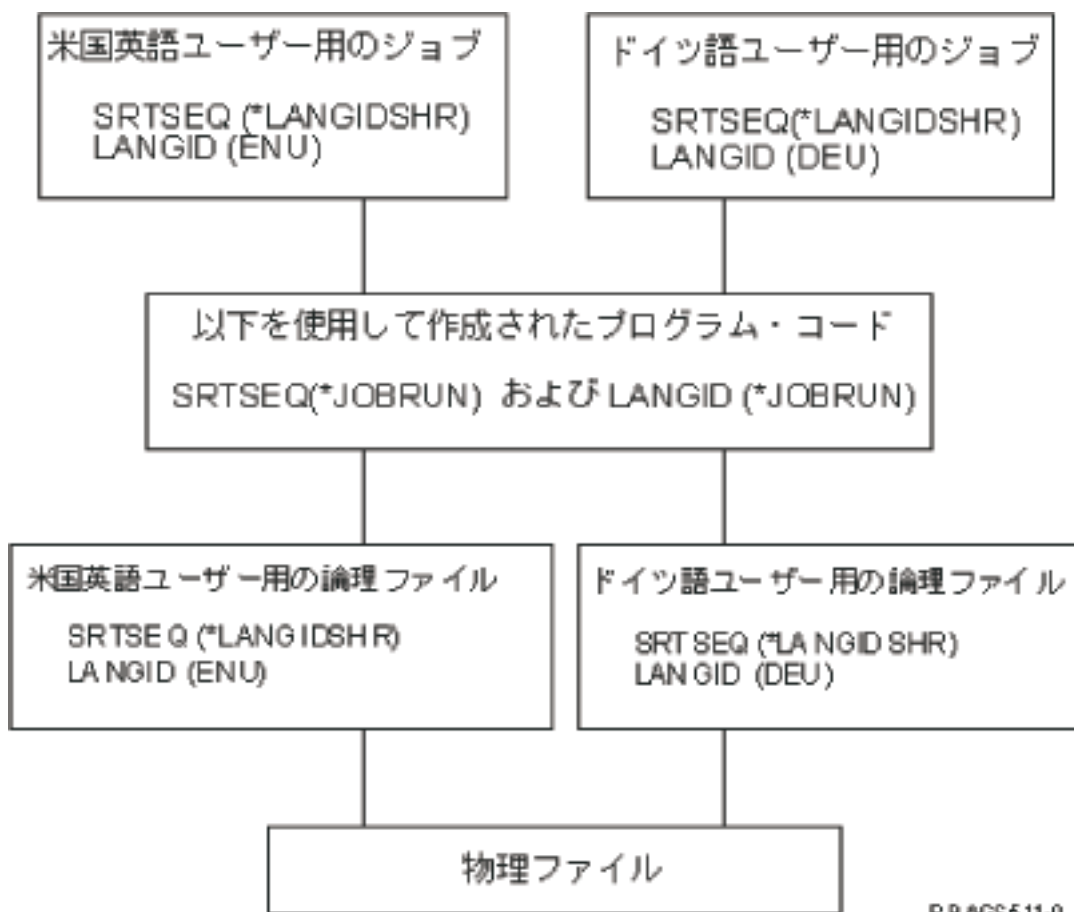 米国英語ユーザー用のジョブ
SRTSEQ (*LANGIDSHR)
LANGID (ENU)
ドイツ語ユーザー用のジョブ
SRTSEQ(*LANGIDSHR)
LANGID (DEU)
以下を使用して作成されたプログラム・コード
SRTSEQ(*JOBRUN) および LANGID (*JOBRUN)
米国英語ユーザー用の論理ファイル
SRTSEQ (*LANGIDSHR)
LANGID (ENU)
ドイツ語ユーザー用の論理ファイル
SRTSEQ (*LANGIDSHR)
LANGID (DEU)
物理ファイル